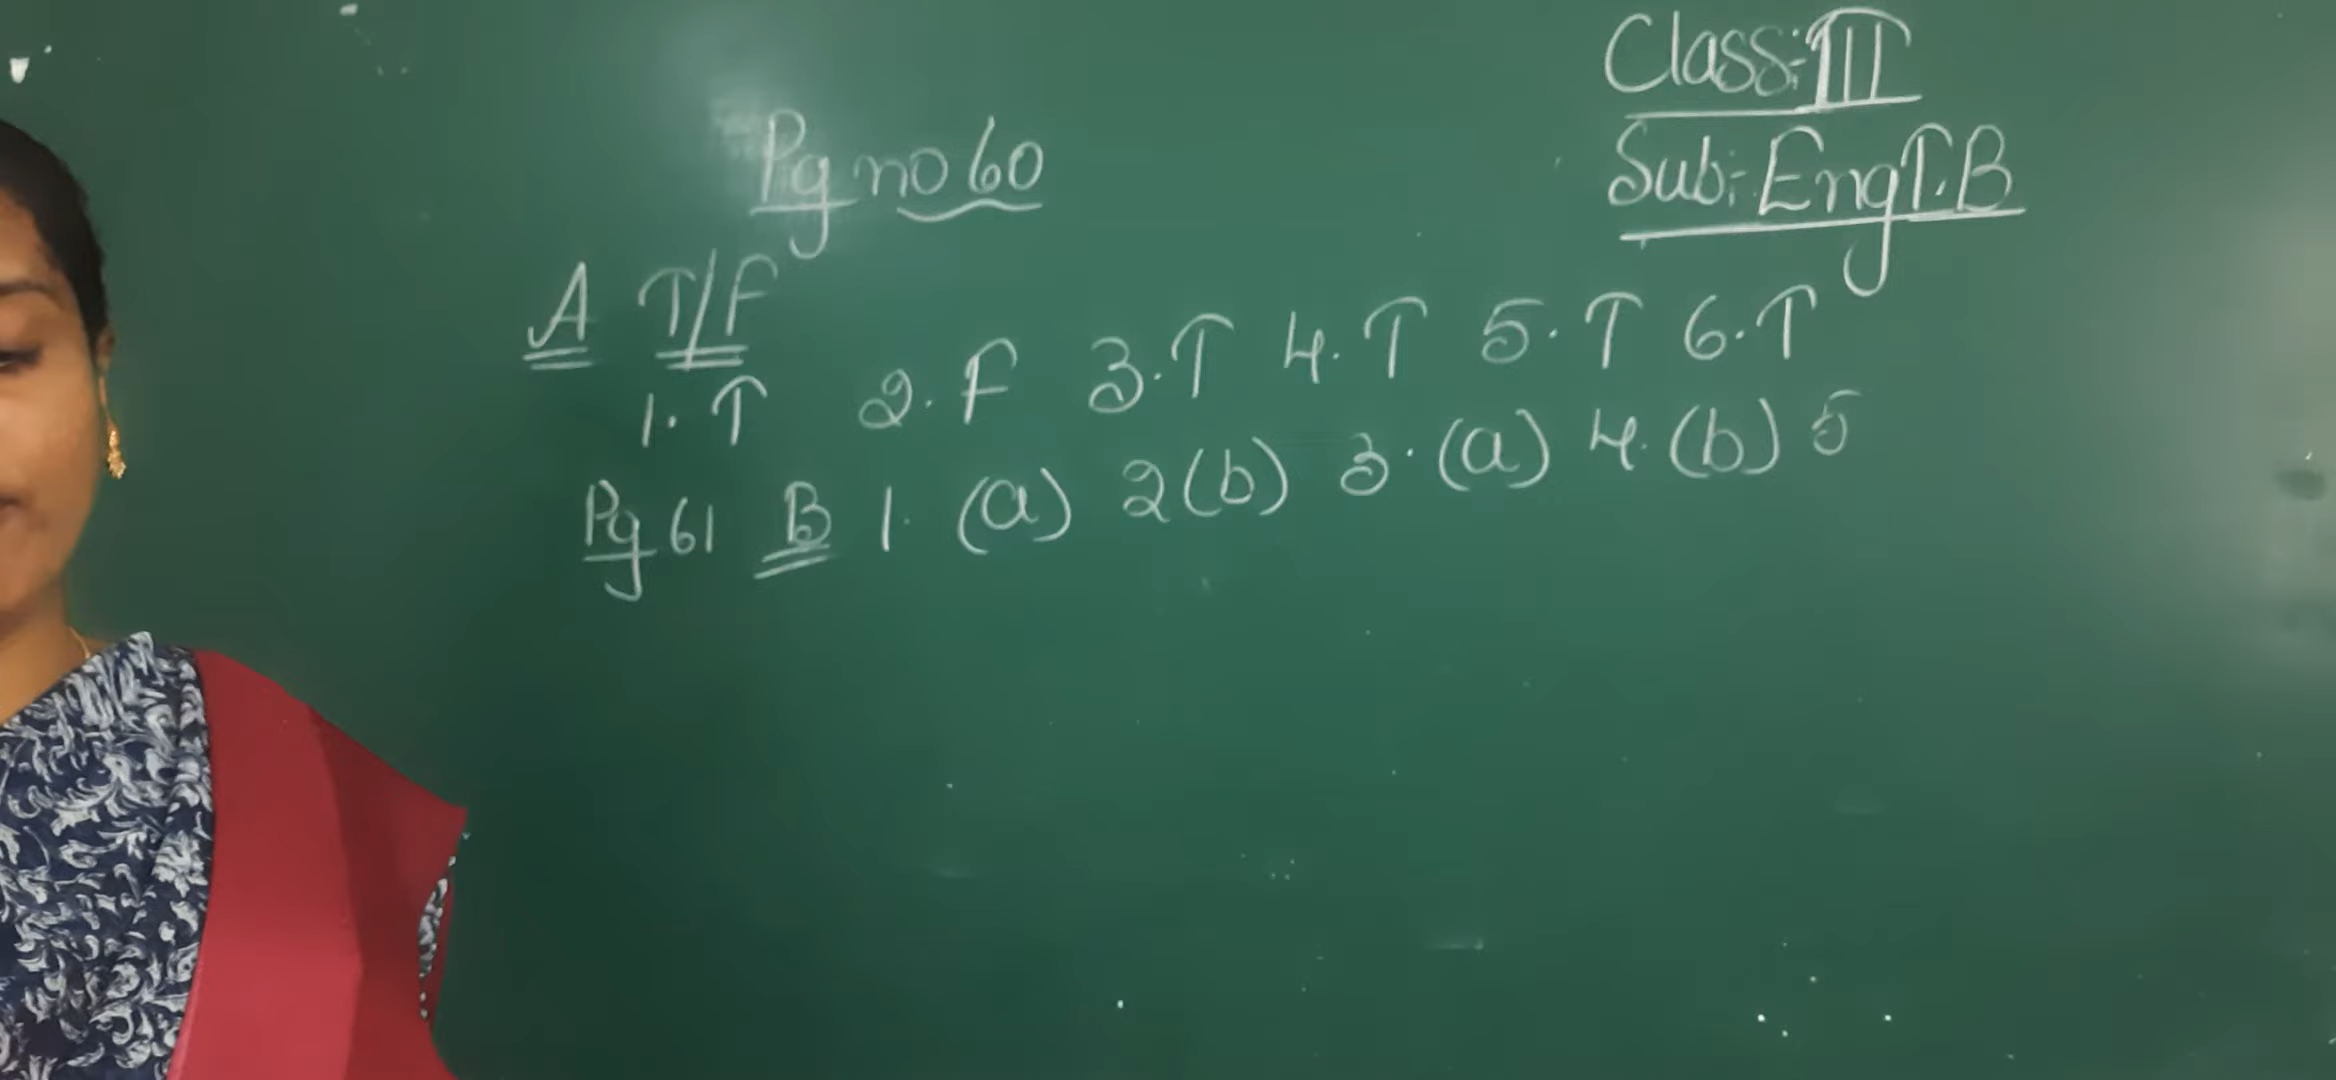 Class:- III
Sub:- Eng T.B
Pg no 60
A T/F
1. T 2. F 3. T 4. T 5. T 6. T
Pg 61 B 1. (a) 2 (b) 3. (a) 4. (b) 5